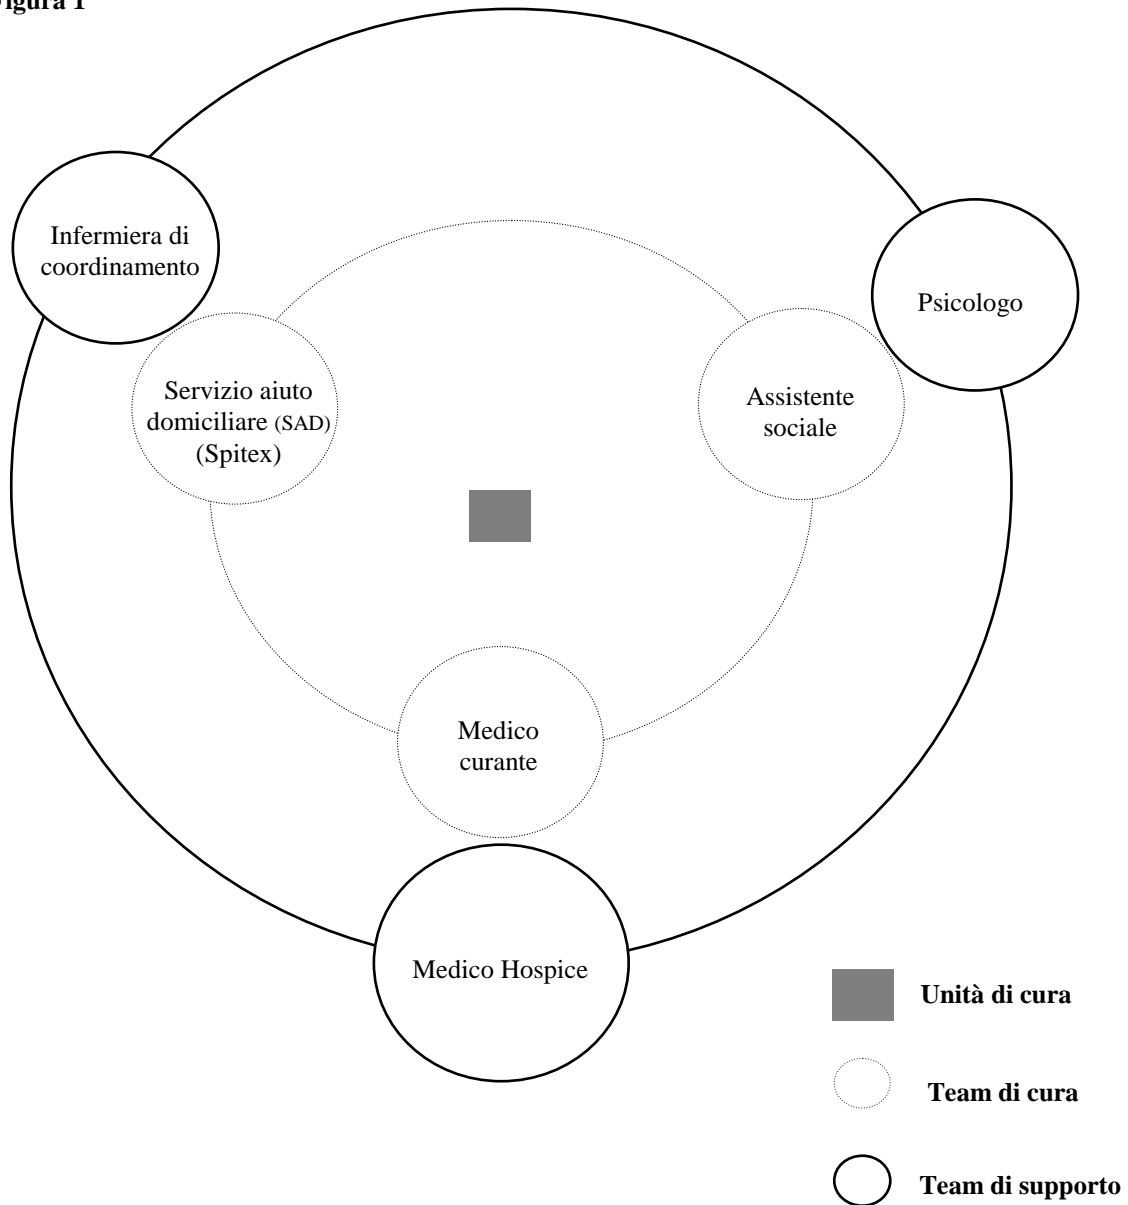 Figura 1
Infermiera di
coordinamento
Psicologo
Servizio aiuto
domiciliare (SAD)
(Spitex)
Assistente
sociale
Medico
curante
Medico Hospice
Unità di cura
Team di cura
Team di supporto